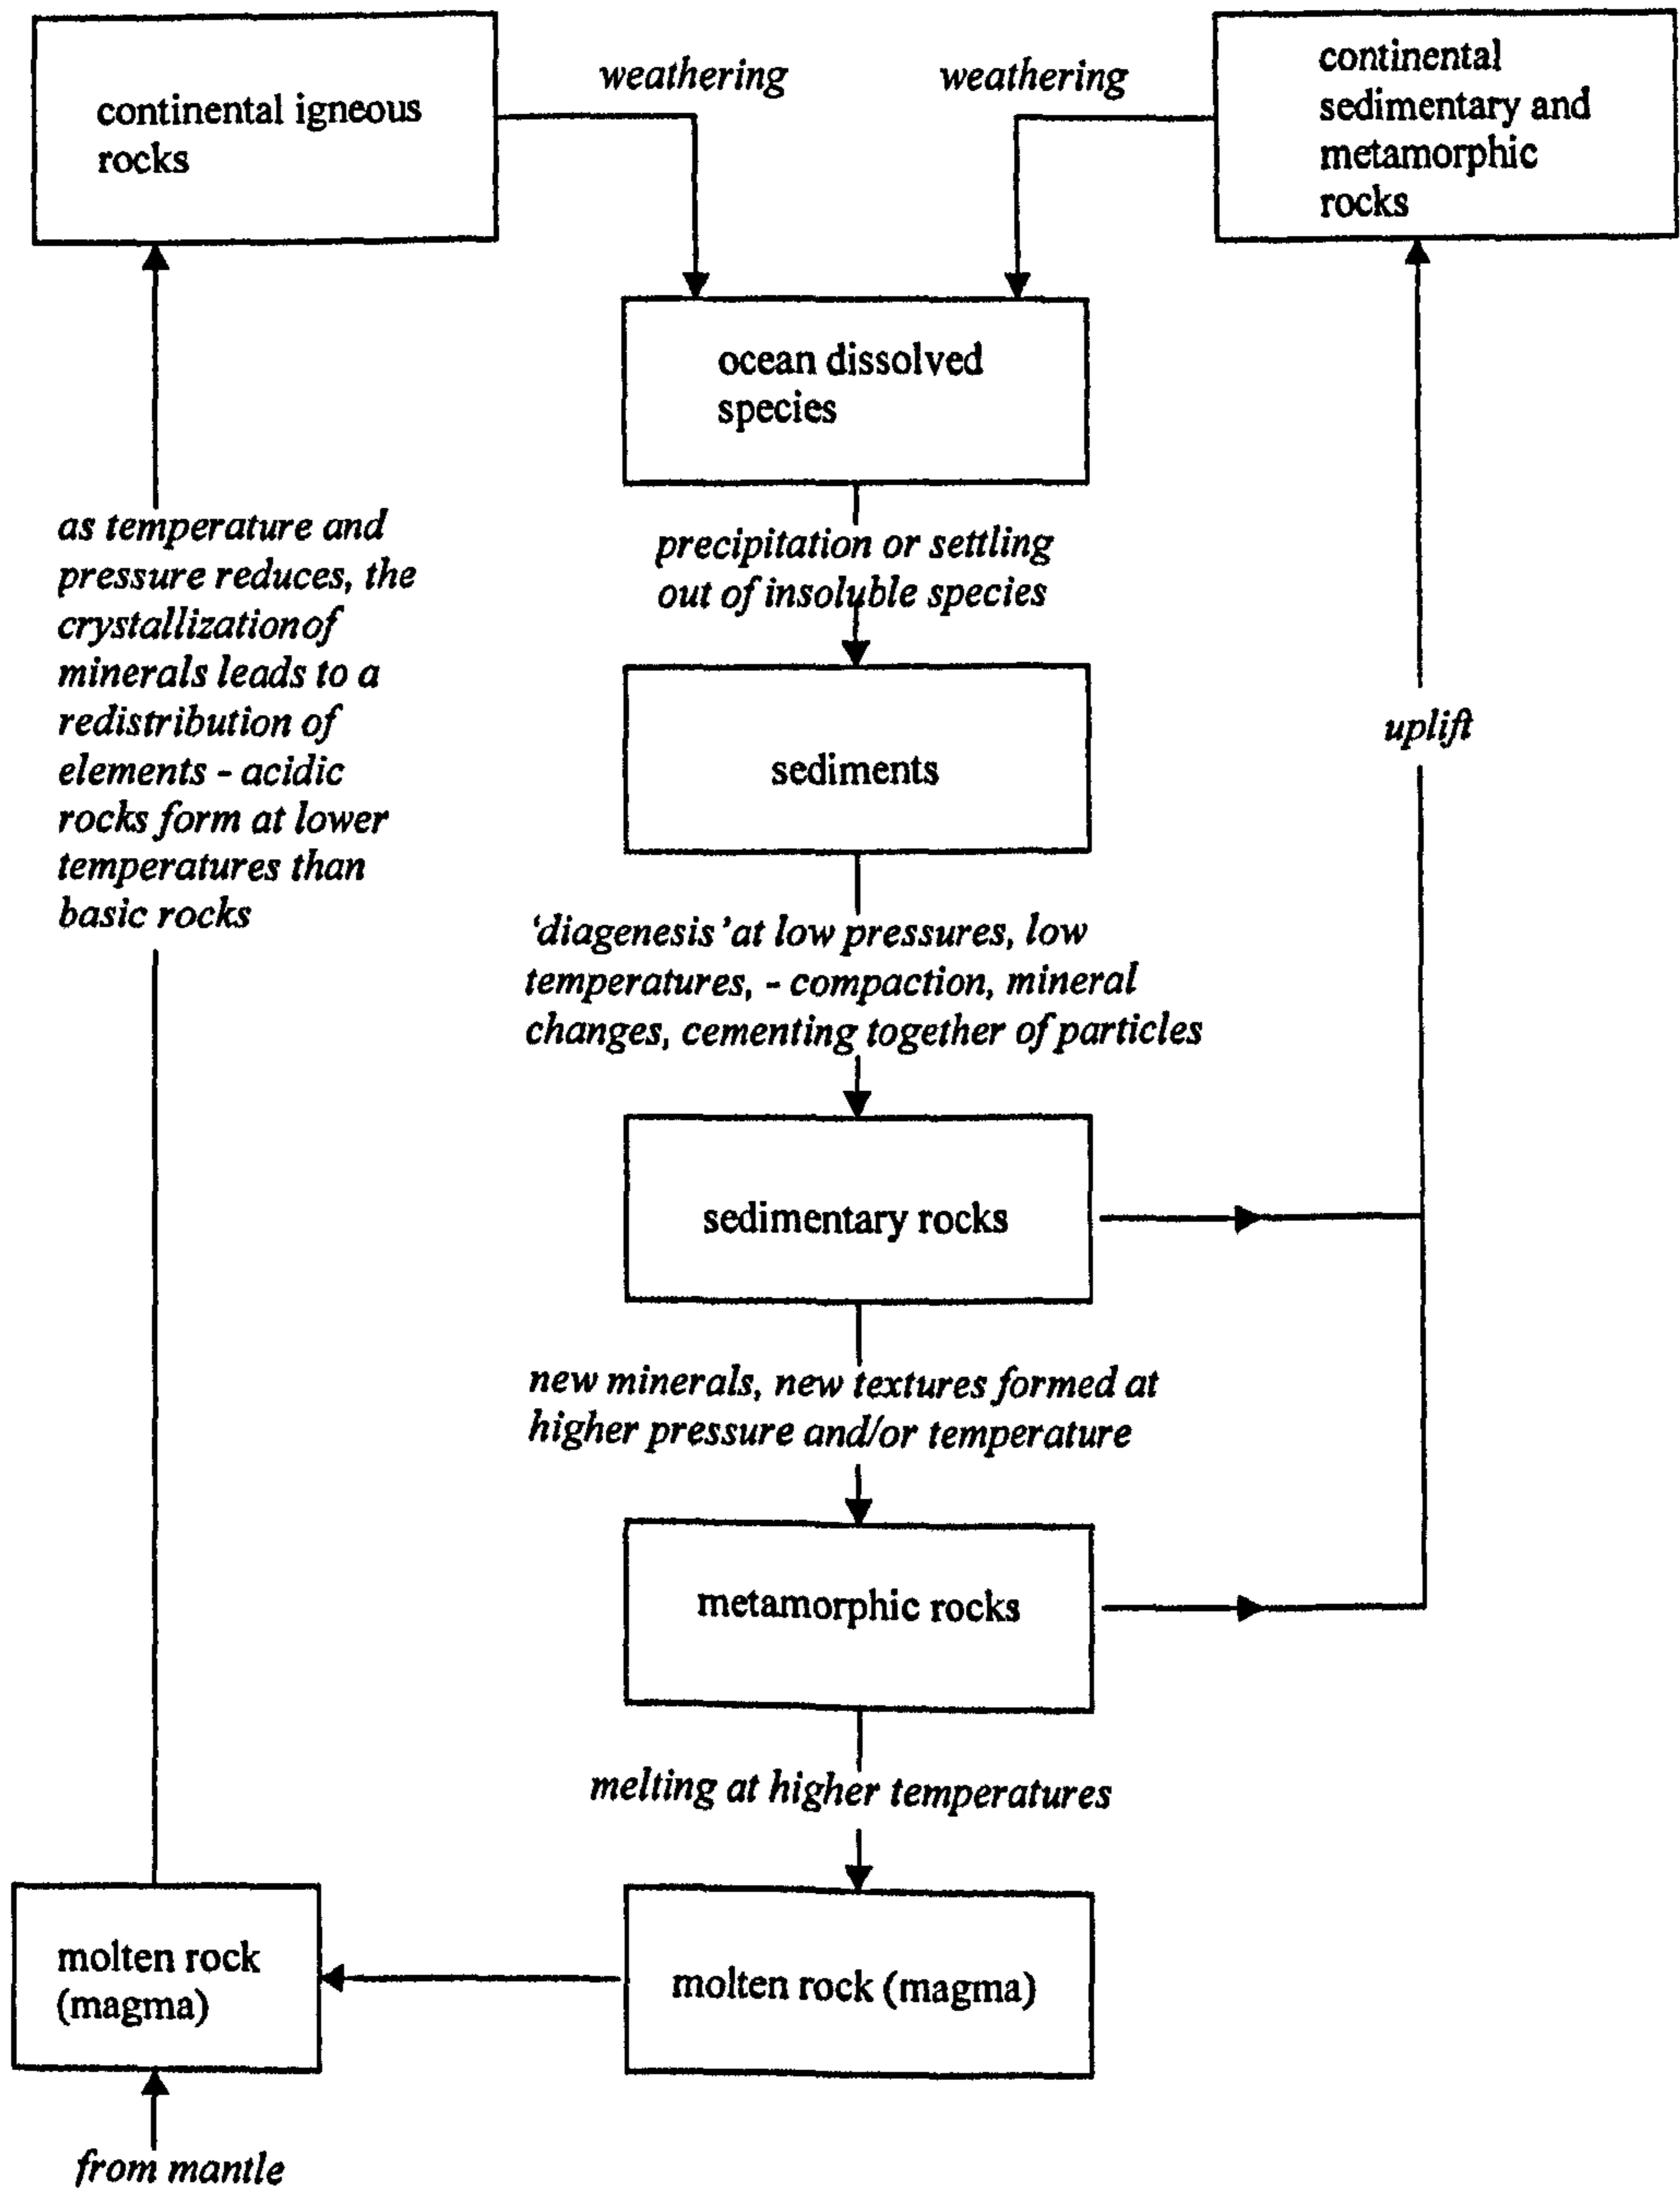 continental igneous
rocks
weathering
weathering
continental
sedimentary and
metamorphic
rocks
ocean dissolved
species
as temperature and
pressure reduces, the
crystallizationof
minerals leads to a
redistribution of
elements - acidic
rocks form at lower
temperatures than
basic rocks
precipitation or settling
out of insoluble species
sediments
uplift
'diagenesis'at low pressures, low
temperatures, - compaction, mineral
changes, cementing together of particles
sedimentary rocks
new minerals, new textures formed at
higher pressure and/or temperature
metamorphic rocks
melting at higher temperatures
molten rock
(magma)
molten rock (magma)
from mantle